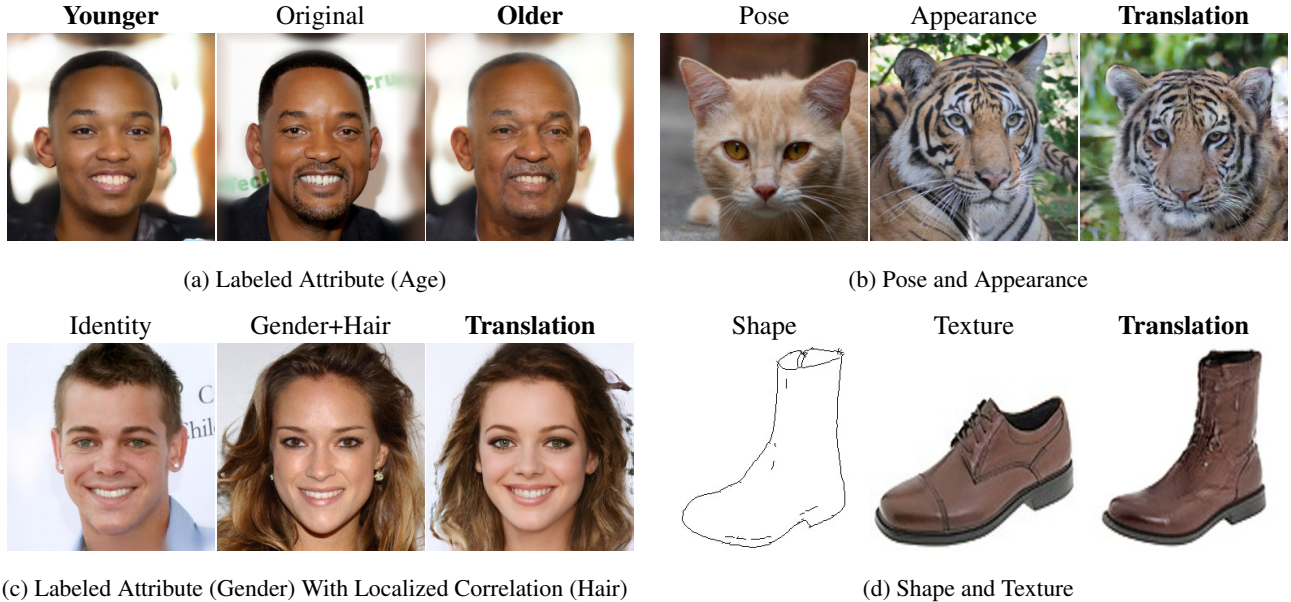 Younger Original Older
Pose Appearance Translation
(a) Labeled Attribute (Age)
(b) Pose and Appearance
Identity Gender+Hair Translation
Shape Texture Translation
(c) Labeled Attribute (Gender) With Localized Correlation (Hair)
(d) Shape and Texture